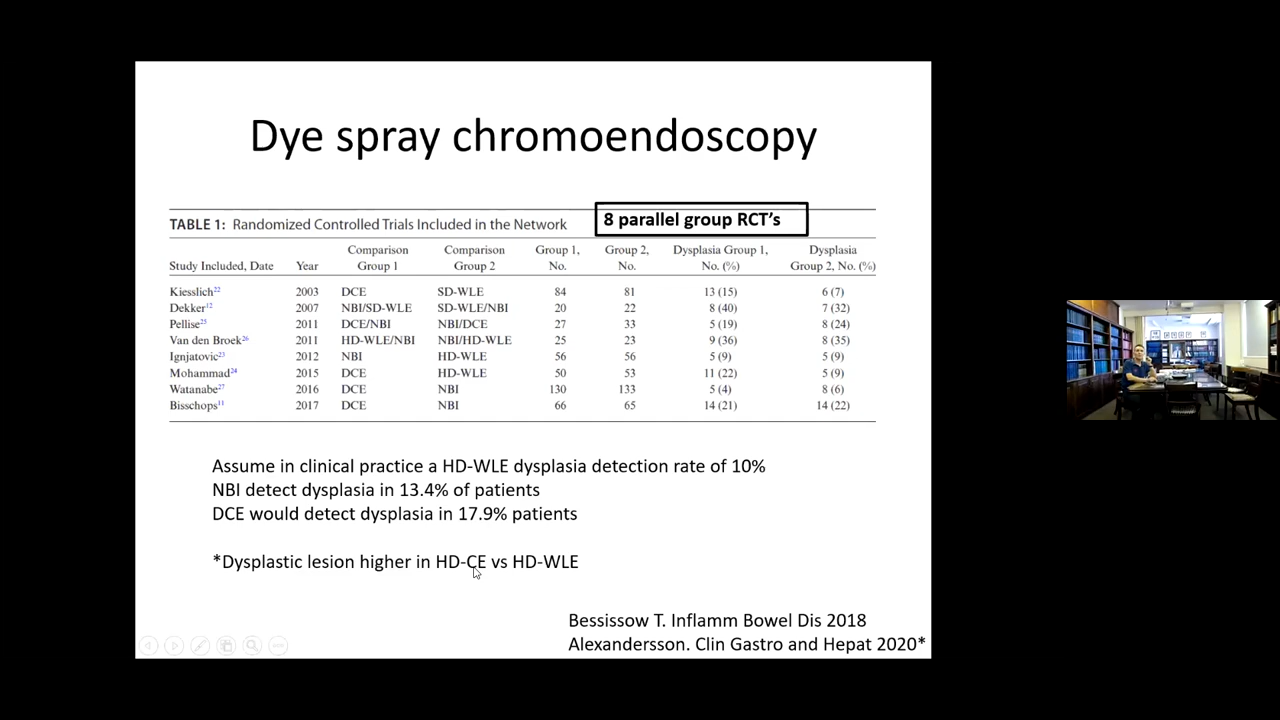 Dye spray chromoendoscopy
TABLE 1: Randomized Controlled Trials Included in the Network
8 parallel group RCT's
Comparison Comparison Group 1, Group 2, Dysplasia Group 1, Dysplasia
Study Included, Date Year Group 1 Group 2 No. No. No. (%) Group 2, No. (%)
Kiesslich22 2003 DCE SD-WLE 84 81 13 (15) 6 (7)
Dekker12 2007 NBI/SD-WLE SD-WLE/NBI 20 22 8 (40) 7 (32)
Pellise25 2011 DCE/NBI NBI/DCE 27 33 5 (19) 8 (24)
Van den Broek26 2011 HD-WLE/NBI NBI/HD-WLE 25 23 9 (36) 8 (35)
Ignjatovic23 2012 NBI HD-WLE 56 56 5 (9) 5 (9)
Mohammad24 2015 DCE HD-WLE 50 53 11 (22) 5 (9)
Watanabe27 2016 DCE NBI 130 133 5 (4) 8 (6)
Bisschops11 2017 DCE NBI 66 65 14 (21) 14 (22)
Assume in clinical practice a HD-WLE dysplasia detection rate of 10%
NBI detect dysplasia in 13.4% of patients
DCE would detect dysplasia in 17.9% patients
*Dysplastic lesion higher in HD-CE vs HD-WLE
Bessissow T. Inflamm Bowel Dis 2018
Alexandersson. Clin Gastro and Hepat 2020*